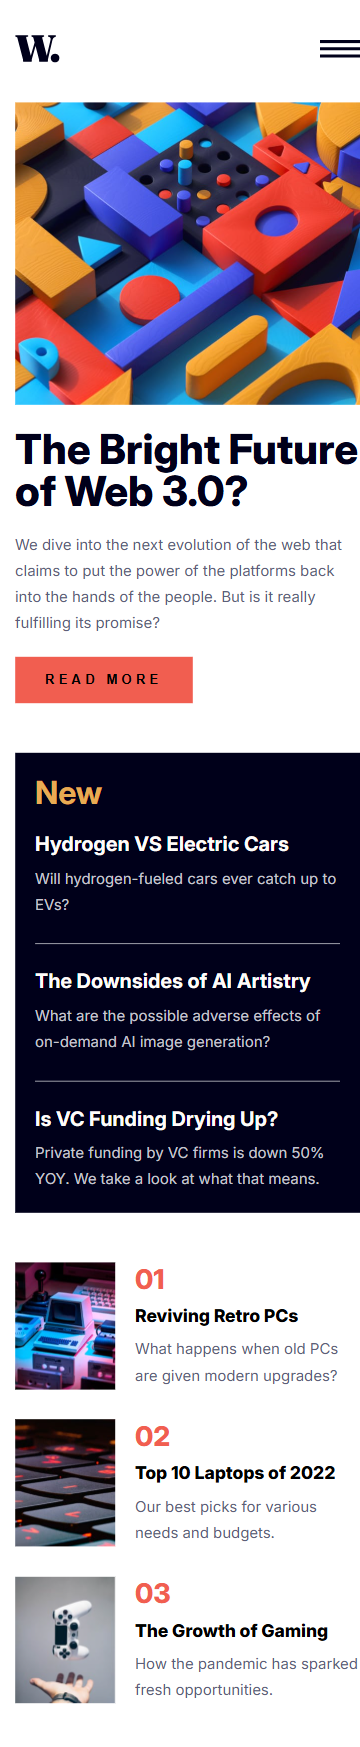 W.
The Bright Future
of Web 3.0?
We dive into the next evolution of the web that
claims to put the power of the platforms back
into the hands of the people. But is it really
fulfilling its promise?
READ MORE
New
Hydrogen VS Electric Cars
Will hydrogen-fueled cars ever catch up to
EVs?
The Downsides of AI Artistry
What are the possible adverse effects of
on-demand AI image generation?
Is VC Funding Drying Up?
Private funding by VC firms is down 50%
YOY. We take a look at what that means.
01
Reviving Retro PCs
What happens when old PCs
are given modern upgrades?
02
Top 10 Laptops of 2022
Our best picks for various
needs and budgets.
03
The Growth of Gaming
How the pandemic has sparked
fresh opportunities.